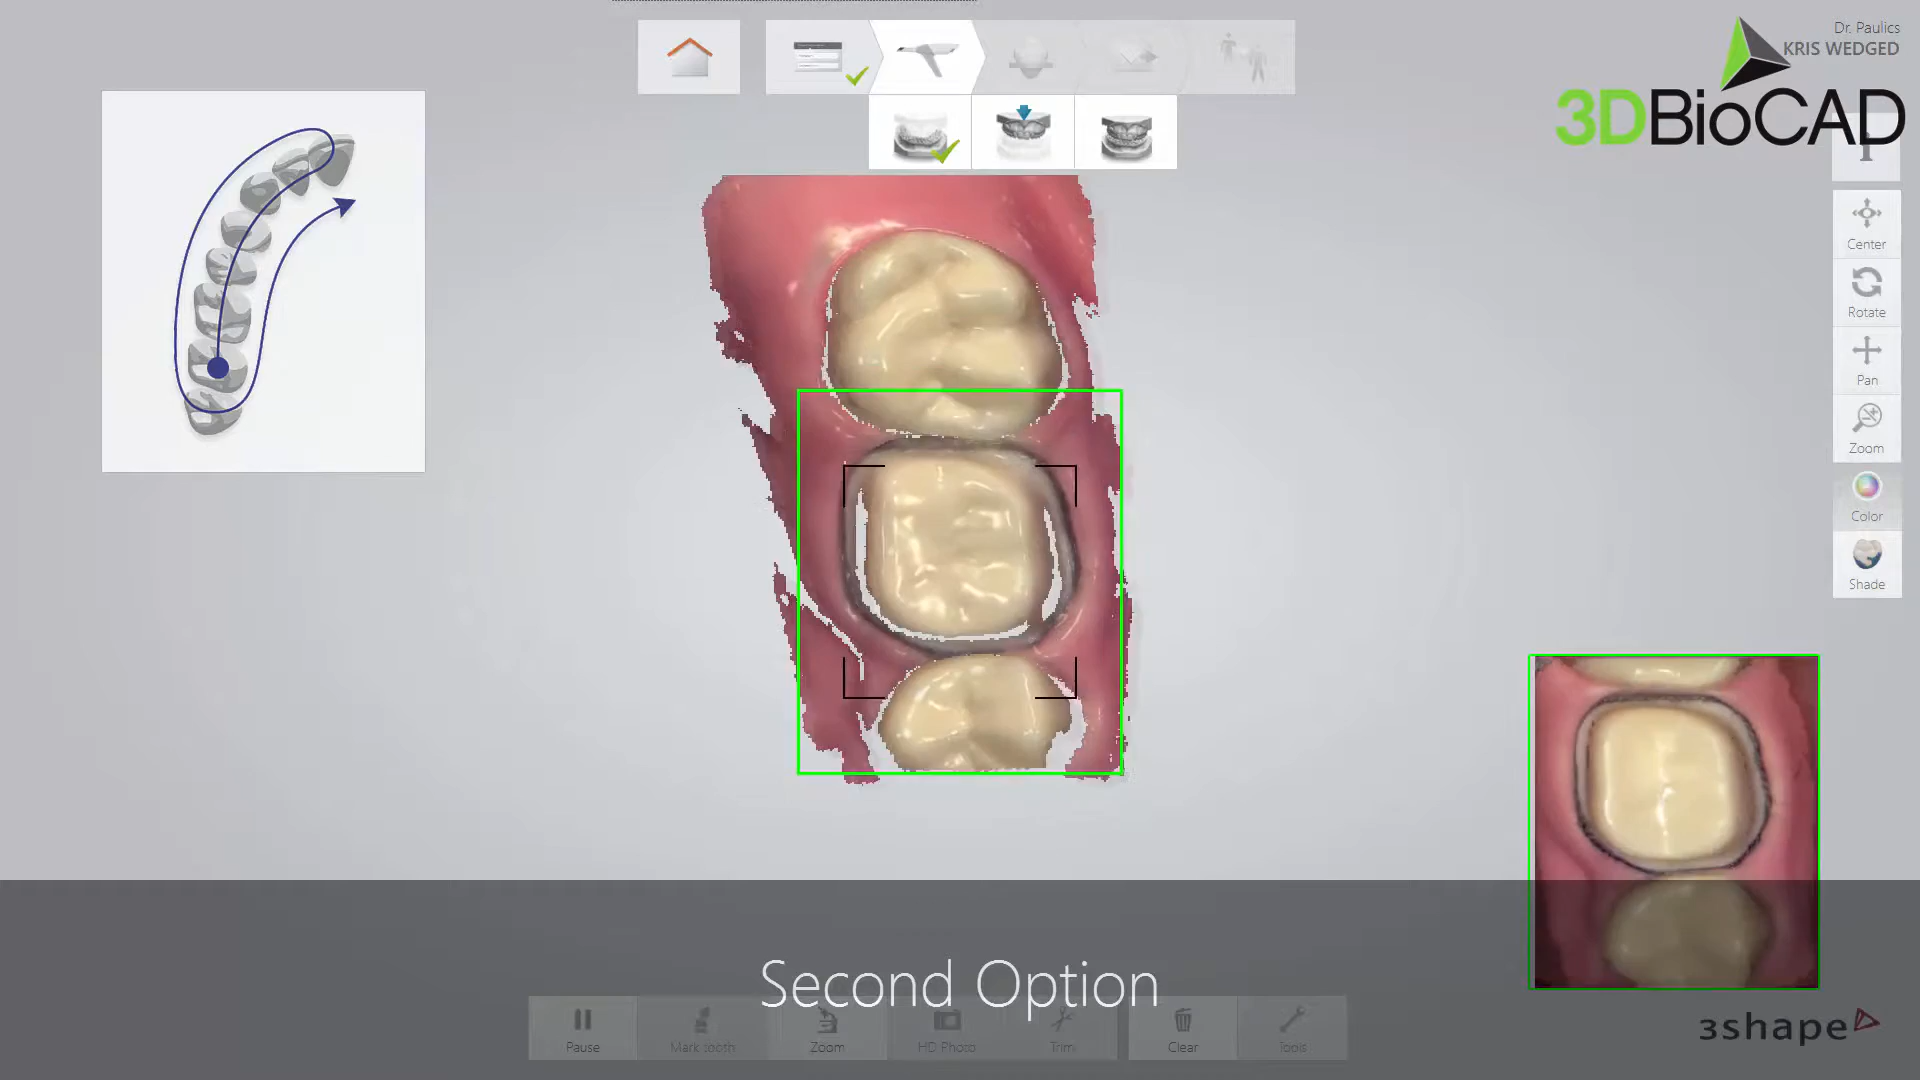 Dr. Paulics
KRIS WEDGED
3DBioCAD
i
Center
Rotate
Pan
Zoom
Color
Shade
Second Option
Pause
Mark tooth
Zoom
HD Photo
Trim
Clear
Tools
3shape